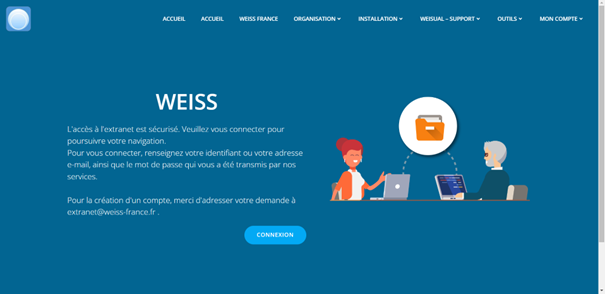 ACCUEIL ACCUEIL WEISS FRANCE ORGANISATION INSTALLATION WEISUAL – SUPPORT OUTILS MON COMPTE
WEISS
L'accès à l'extranet est sécurisé. Veuillez vous connecter pour
poursuivre votre navigation.
Pour vous connecter, renseignez votre identifiant ou votre adresse
e-mail, ainsi que le mot de passe qui vous a été transmis par nos
services.
Pour la création d'un compte, merci d'adresser votre demande à
extranet@weiss-france.fr .
CONNEXION